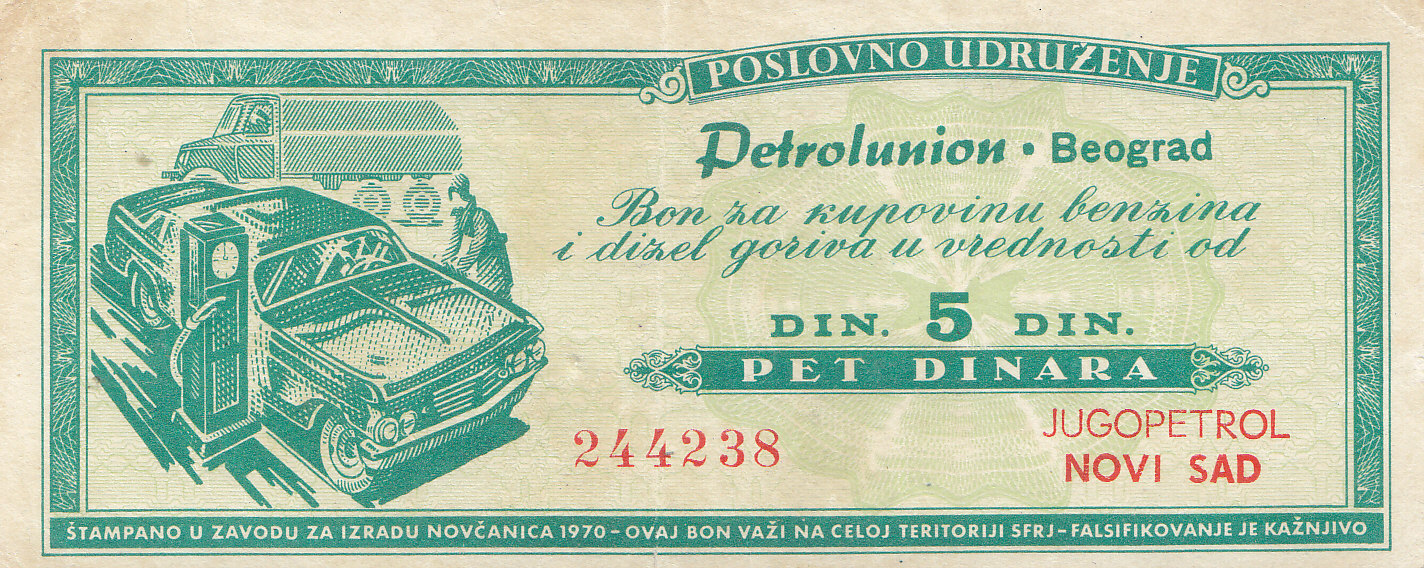 POSLOVNO UDRUŽENJE
Petrolunion • Beograd
Bon za kupovinu benzina
i dizel goriva u vrednosti od
DIN. 5 DIN.
PET DINARA
JUGOPETROL
NOVI SAD
244238
ŠTAMPANO U ZAVODU ZA IZRADU NOVČANICA 1970 – OVAJ BON VAŽI NA CELOJ TERITORIJI SFRJ – FALSIFIKOVANJE JE KAŽNJIVO